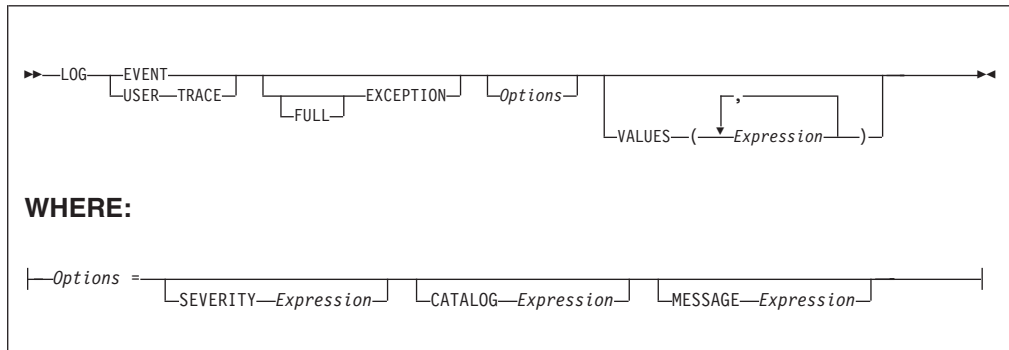 LOG EVENT
USER TRACE EXCEPTION Options
FULL ,
VALUES ( Expression )
WHERE:
Options =
SEVERITY Expression CATALOG Expression MESSAGE Expression